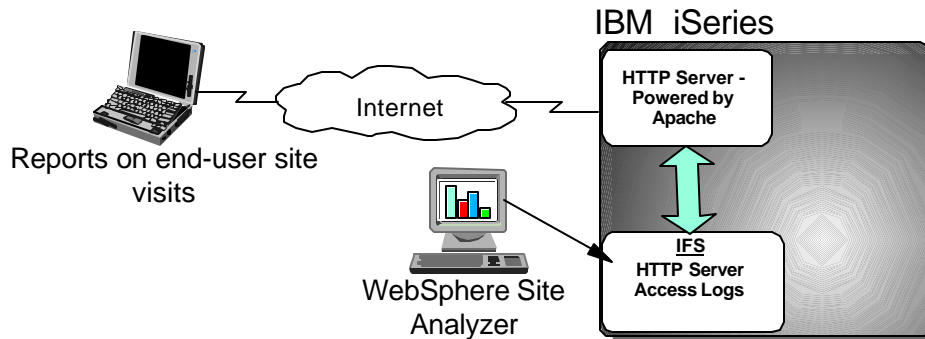 IBM iSeries
HTTP Server -
Powered by
Apache
Internet
Reports on end-user site
visits
IFS
HTTP Server
Access Logs
WebSphere Site
Analyzer